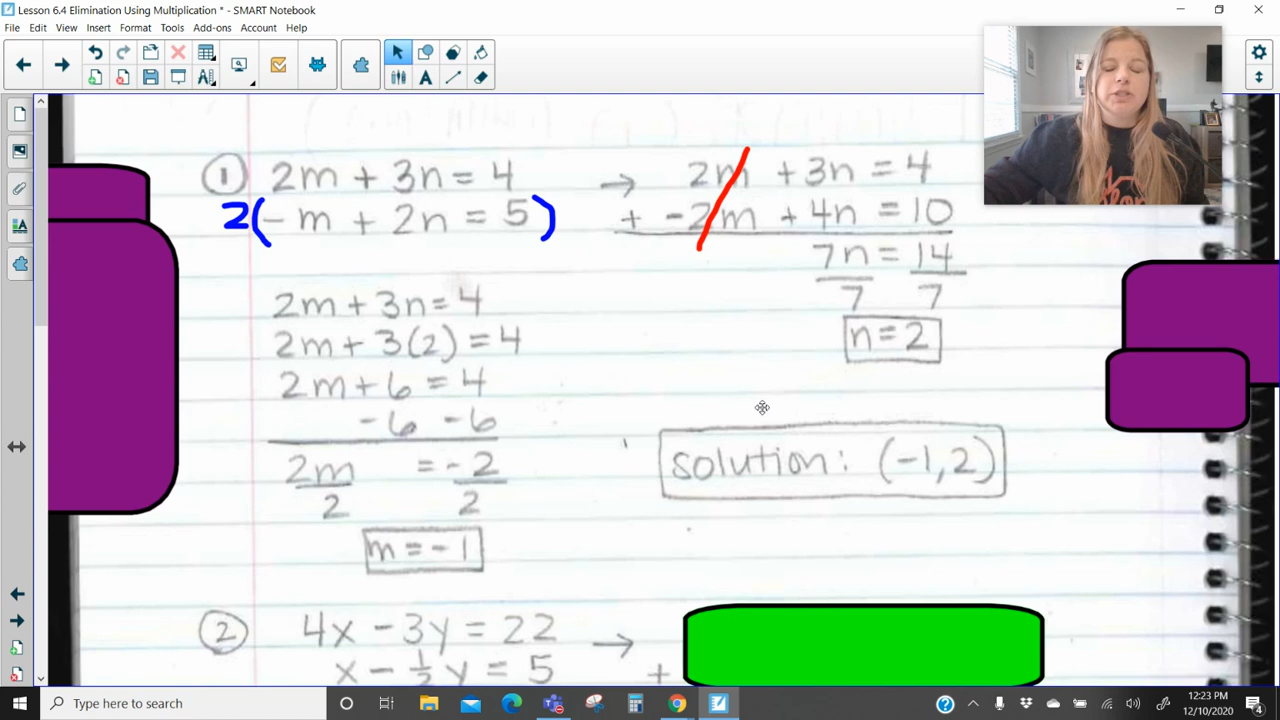 Lesson 6.4 Elimination Using Multiplication * - SMART Notebook
File Edit View Insert Format Tools Add-ons Account Help
① 2m + 3n = 4 → 2m + 3n = 4
2(-m + 2n = 5) + -2m + 4n = 10
7n = 14
7 7
n = 2
2m + 3n = 4
2m + 3(2) = 4
2m + 6 = 4
-6 -6
2m = -2
2 2
m = -1
solution: (-1, 2)
② 4x - 3y = 22 →
x - 1/2 y = 5 +
Type here to search
12:23 PM
12/10/2020
4